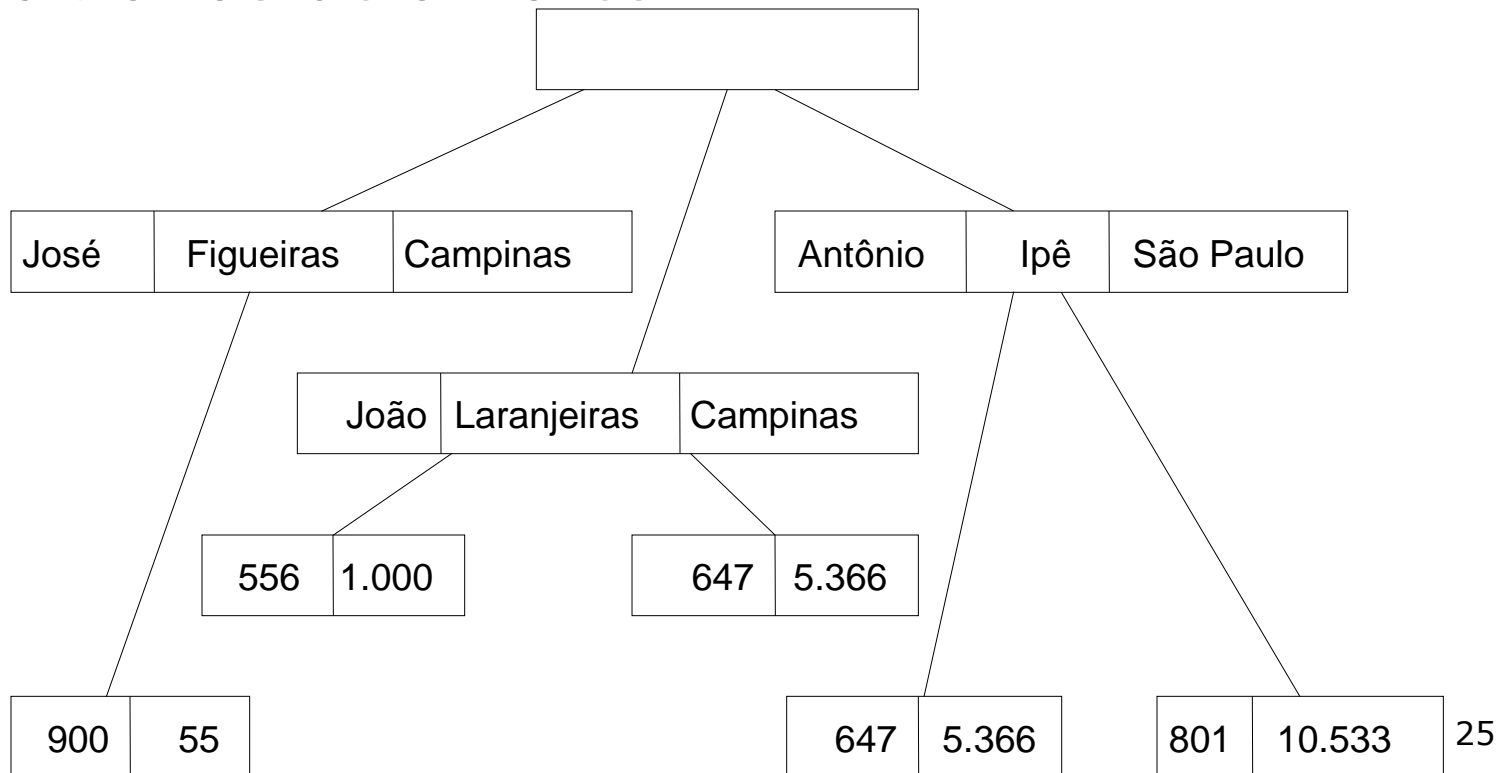 José Figueiras Campinas
Antônio Ipê São Paulo
João Laranjeiras Campinas
556 1.000
647 5.366
900 55
647 5.366
801 10.533
25